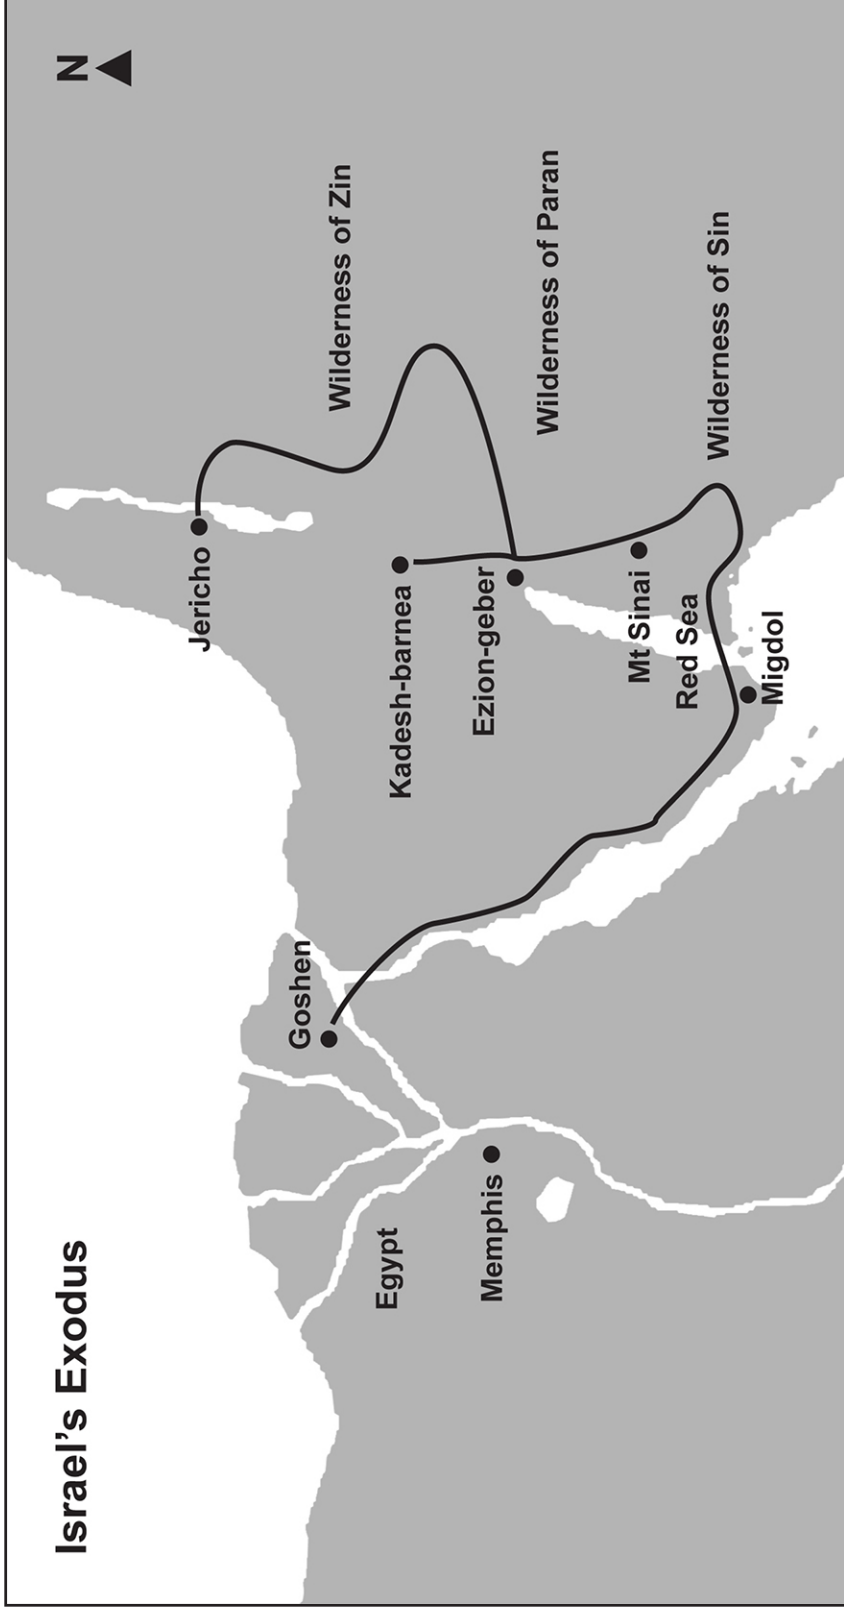 Israel's Exodus
N
Jericho
Goshen
Wilderness of Zin
Egypt
Kadesh-barnea
Memphis
Ezion-geber
Wilderness of Paran
Mt Sinai
Red Sea
Wilderness of Sin
Migdol